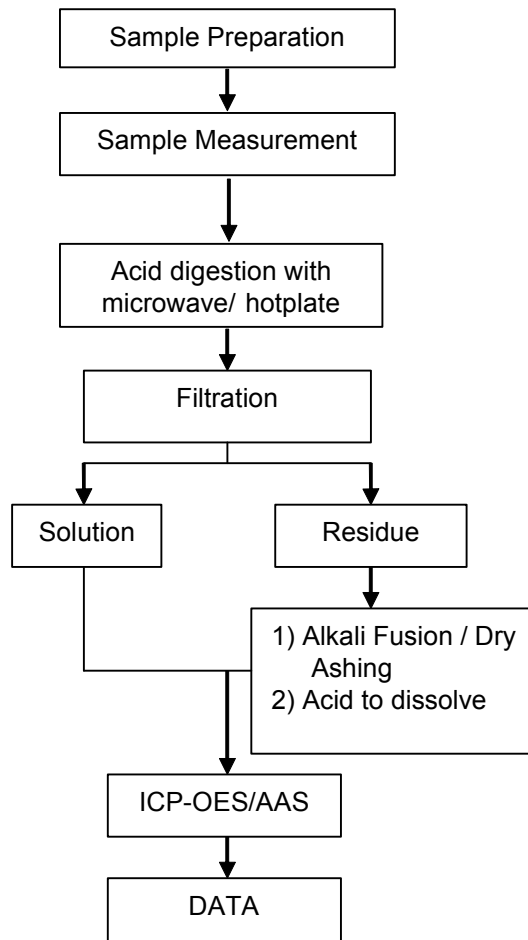 Sample Preparation
Sample Measurement
Acid digestion with
microwave/ hotplate
Filtration
Solution
Residue
1) Alkali Fusion / Dry
Ashing
2) Acid to dissolve
ICP-OES/AAS
DATA